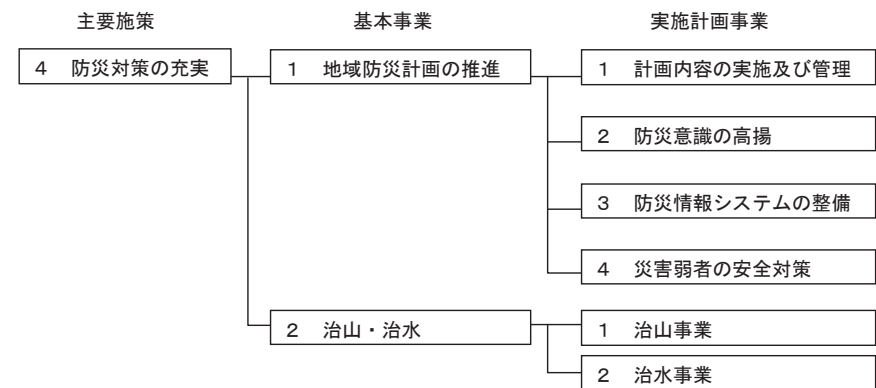 主要施策 基本事業 実施計画事業
4 防災対策の充実 1 地域防災計画の推進 1 計画内容の実施及び管理
2 防災意識の高揚
3 防災情報システムの整備
4 災害弱者の安全対策
2 治山・治水 1 治山事業
2 治水事業